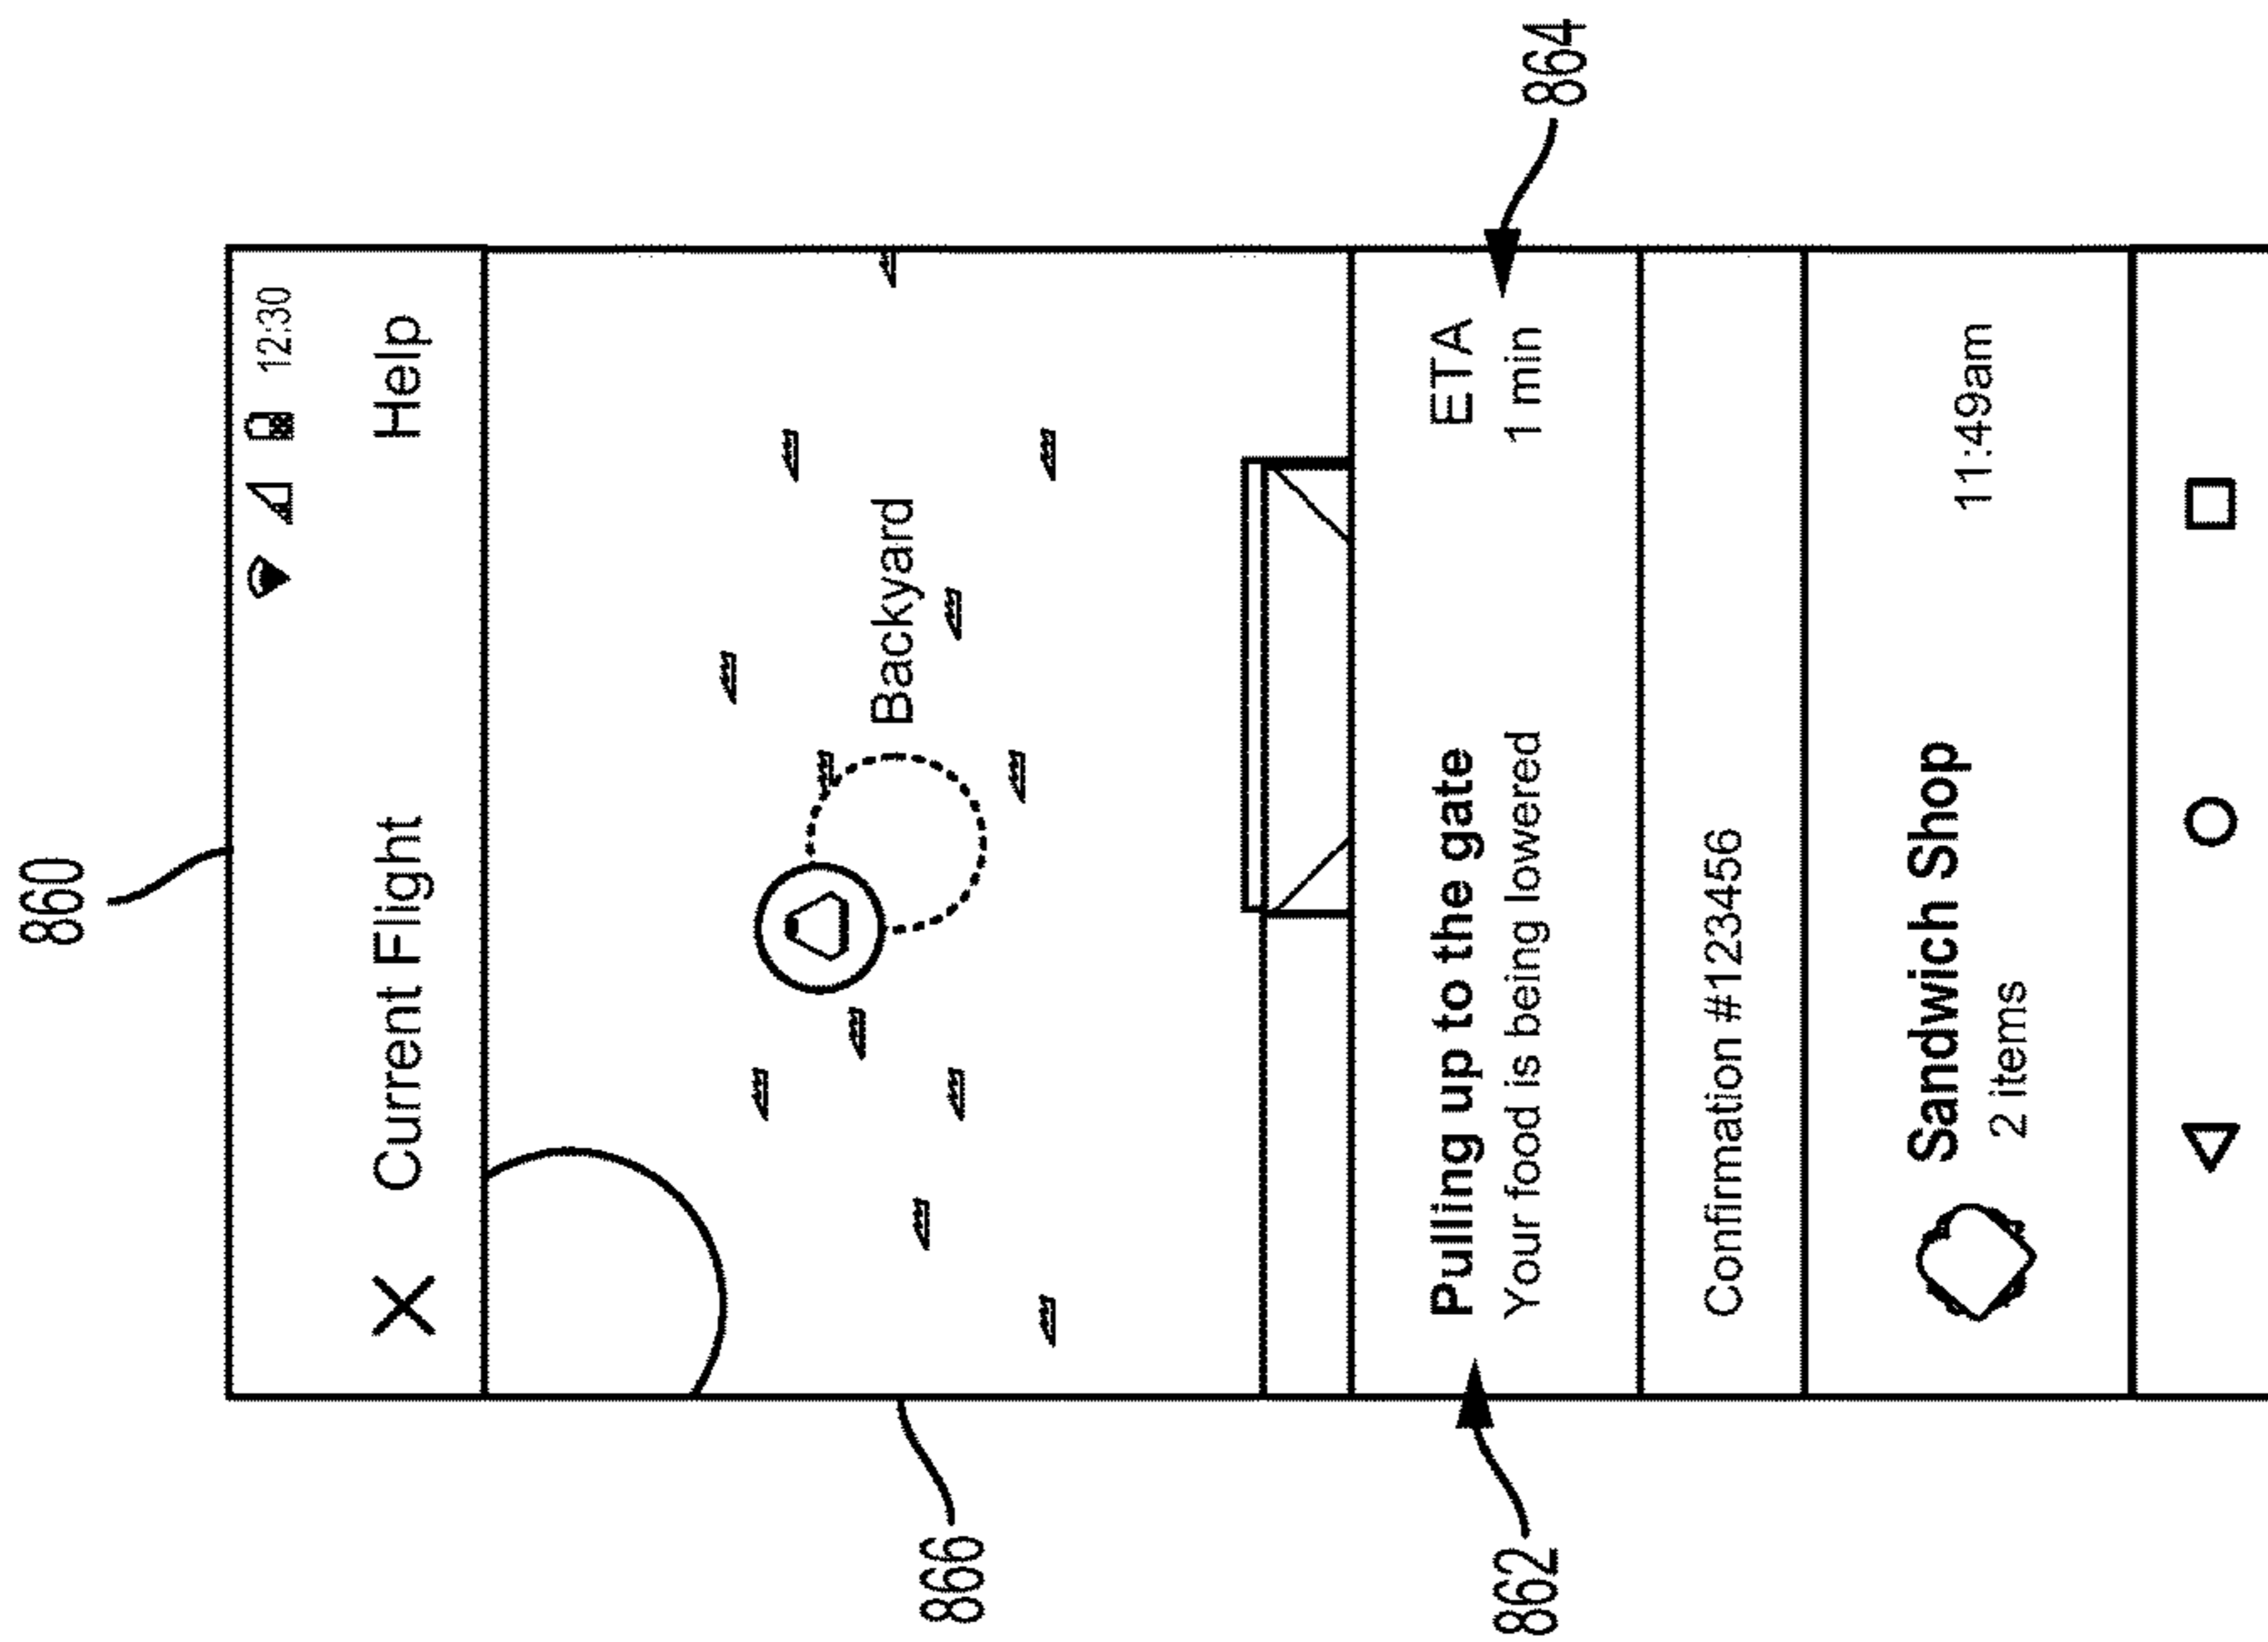 860
12:30
Current Flight
Help
Backyard
866
Pulling up to the gate
ETA
Your food is being lowered
1 min
862
864
Confirmation #123456
Sandwich Shop
11:49am
2 items